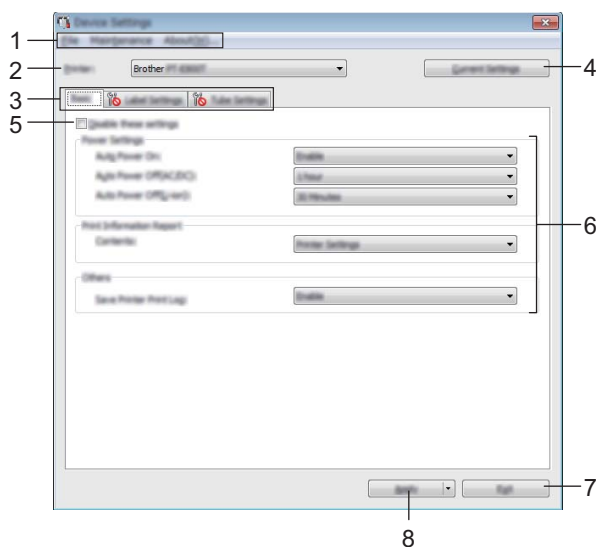 Device Settings
1 File Maintenance About(X)...
2 Printer: Brother PT-E800T
Current Settings 4
3 Basic Label Settings Tube Settings
5 Disable these settings
Power Settings
Auto Power On: Enable
Auto Power Off(AC/DC): 1 hour
Auto Power Off(Li-ion): 30 Minutes
6
Print Information Report
Contents: Printer Settings
Others
Save Printer Print Log: Enable
Apply Exit 7
8